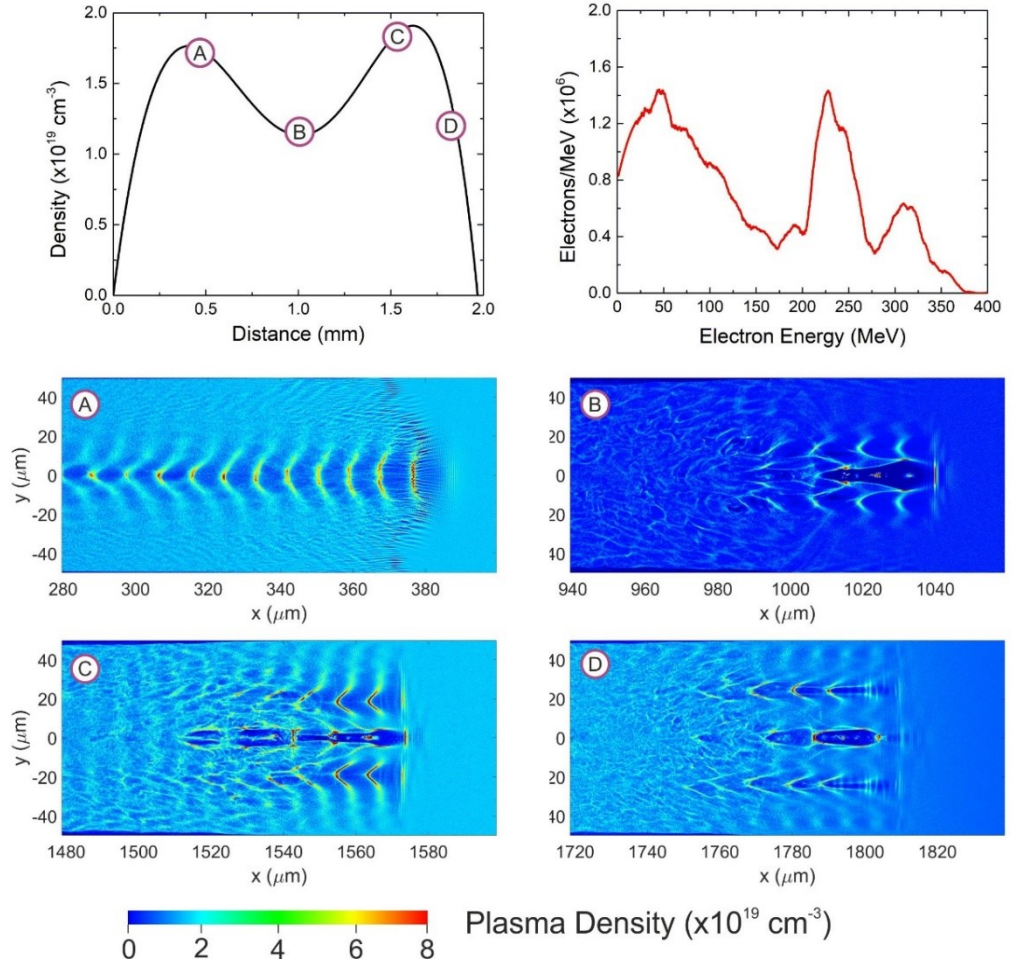 2.0
1.5
1.0
0.5
0.0
Density (x10¹⁹ cm⁻³)
0.0 0.5 1.0 1.5 2.0
Distance (mm)
A
B
C
D
2.0
1.6
1.2
0.8
0.4
0.0
Electrons/MeV (x10⁶)
0 50 100 150 200 250 300 350 400
Electron Energy (MeV)
A
40
20
0
-20
-40
y (μm)
280 300 320 340 360 380
x (μm)
B
40
20
0
-20
40
y (μm)
940 960 980 1000 1020 1040
x (μm)
C
40
20
0
-20
-40
y (μm)
1480 1500 1520 1540 1560 1580
x (μm)
D
40
20
0
-20
40
y (μm)
1720 1740 1760 1780 1800 1820
x (μm)
0 2 4 6 8
Plasma Density (x10¹⁹ cm⁻³)